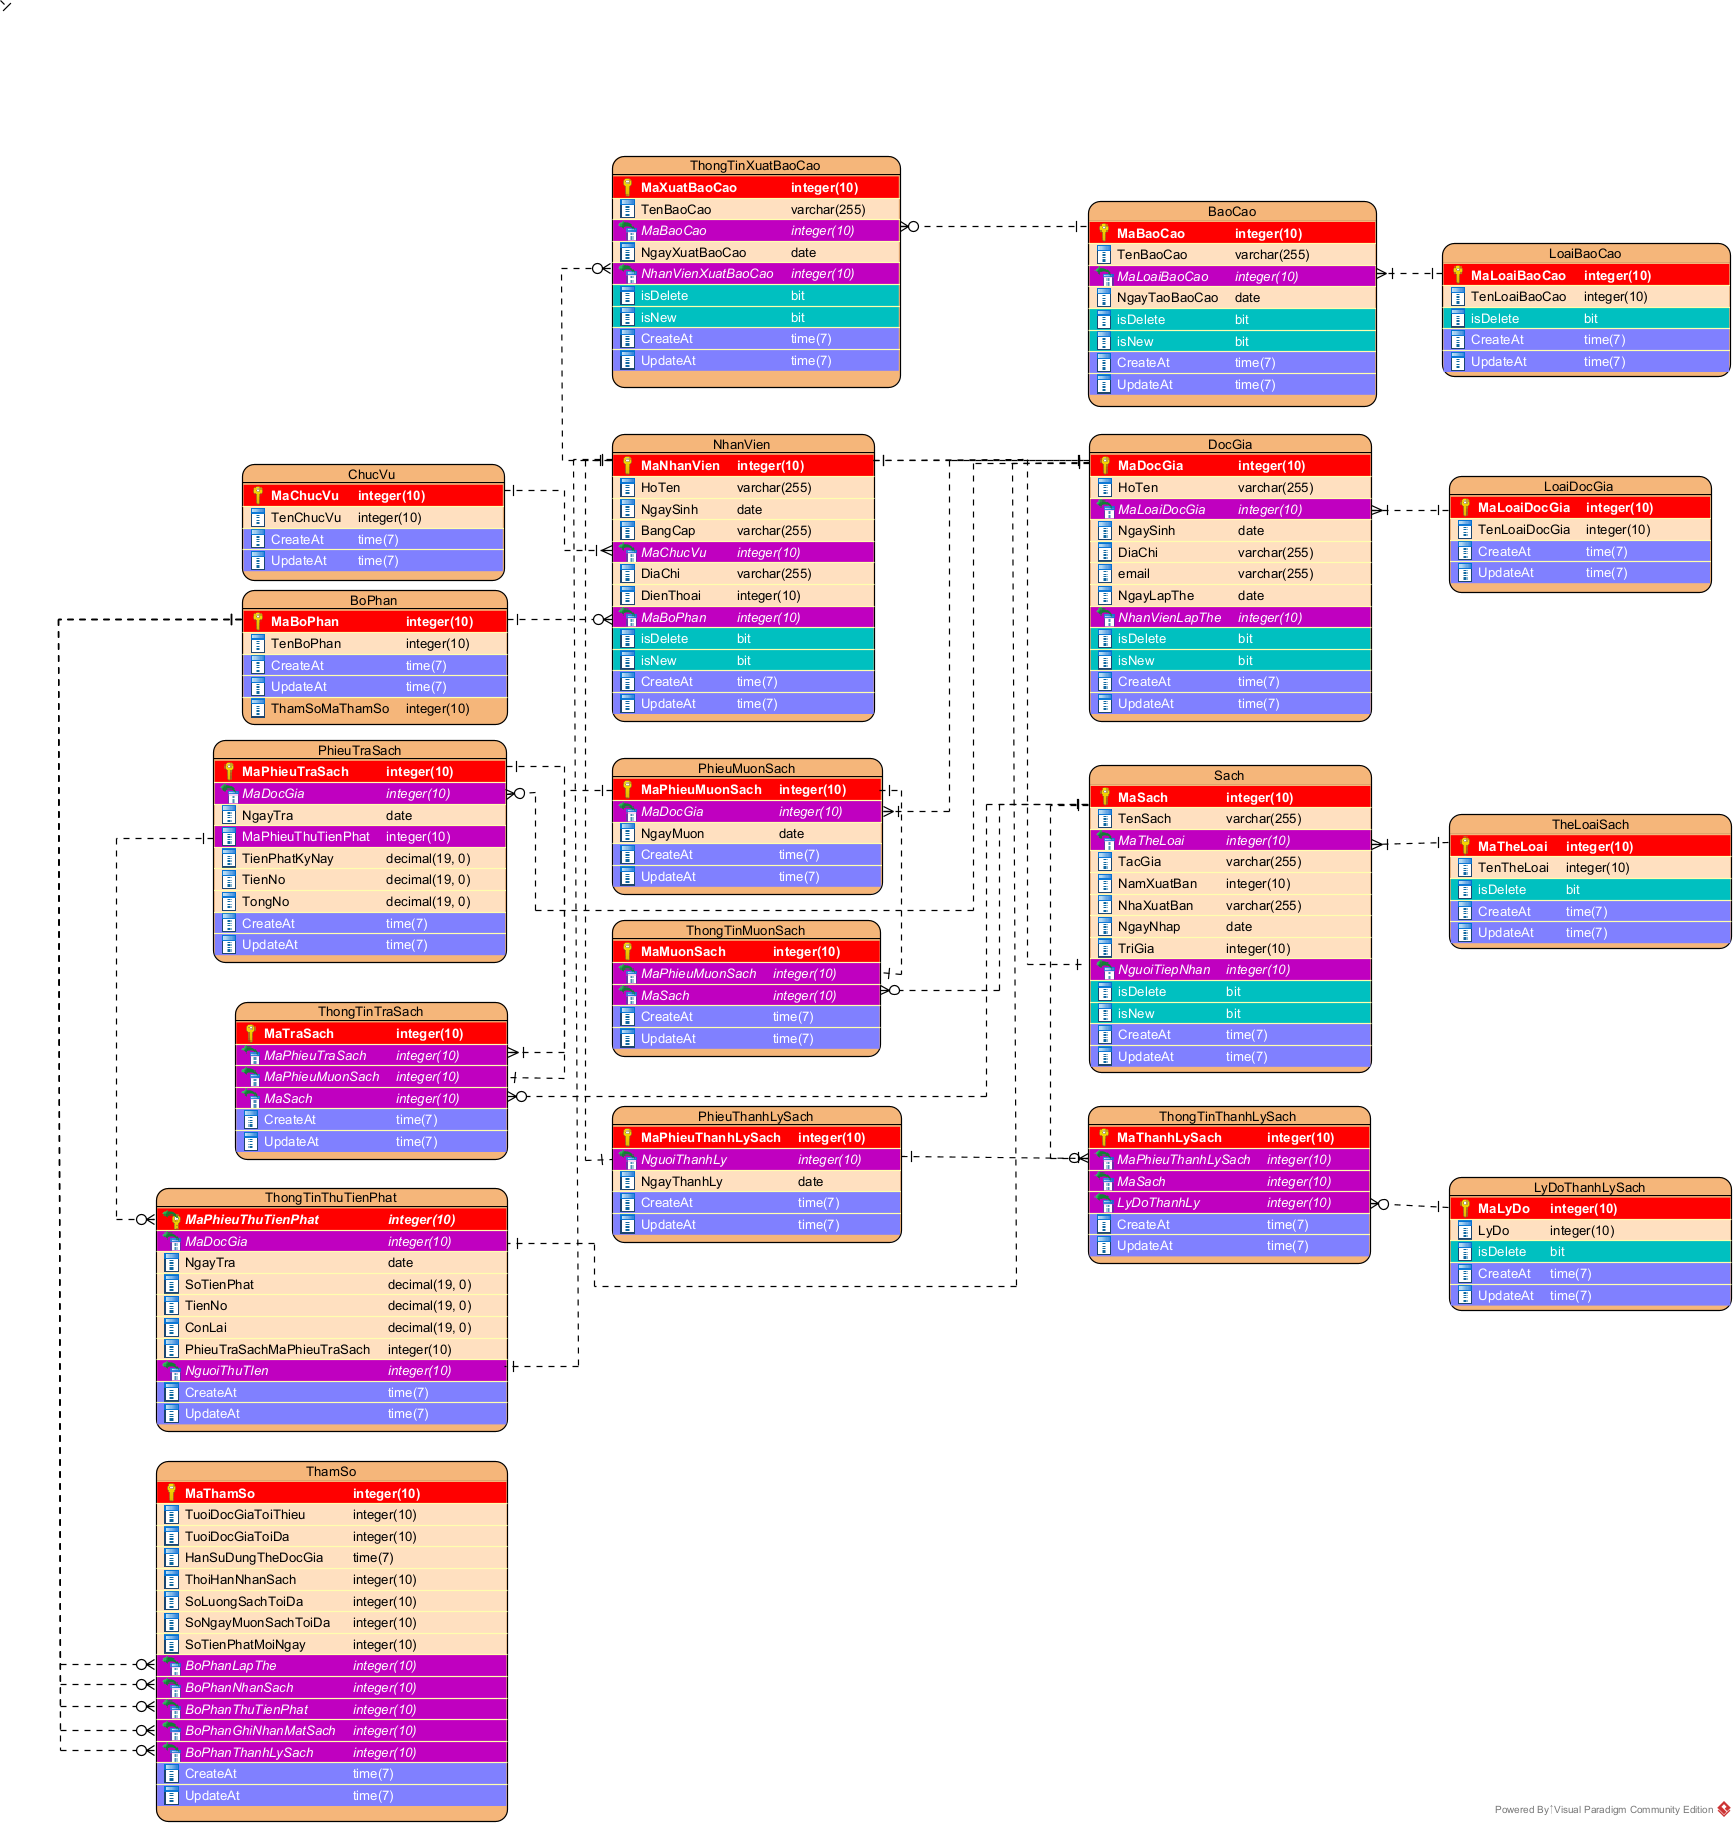 ThongTinXuatBaoCao
MaXuatBaoCao integer(10)
TenBaoCao varchar(255)
MaBaoCao integer(10)
NgayXuatBaoCao date
NhanVienXuatBaoCao integer(10)
isDelete bit
isNew bit
CreateAt time(7)
UpdateAt time(7)
BaoCao
MaBaoCao integer(10)
TenBaoCao varchar(255)
MaLoaiBaoCao integer(10)
NgayTaoBaoCao date
isDelete bit
isNew bit
CreateAt time(7)
UpdateAt time(7)
LoaiBaoCao
MaLoaiBaoCao integer(10)
TenLoaiBaoCao integer(10)
isDelete bit
CreateAt time(7)
UpdateAt time(7)
ChucVu
MaChucVu integer(10)
TenChucVu integer(10)
CreateAt time(7)
UpdateAt time(7)
NhanVien
MaNhanVien integer(10)
HoTen varchar(255)
NgaySinh date
BangCap varchar(255)
MaChucVu integer(10)
DiaChi varchar(255)
DienThoai integer(10)
MaBoPhan integer(10)
isDelete bit
isNew bit
CreateAt time(7)
UpdateAt time(7)
DocGia
MaDocGia integer(10)
HoTen varchar(255)
MaLoaiDocGia integer(10)
NgaySinh date
DiaChi varchar(255)
email varchar(255)
NgayLapThe date
NhanVienLapThe integer(10)
isDelete bit
isNew bit
CreateAt time(7)
UpdateAt time(7)
LoaiDocGia
MaLoaiDocGia integer(10)
TenLoaiDocGia integer(10)
CreateAt time(7)
UpdateAt time(7)
BoPhan
MaBoPhan integer(10)
TenBoPhan integer(10)
CreateAt time(7)
UpdateAt time(7)
ThamSoMaThamSo integer(10)
PhieuTraSach
MaPhieuTraSach integer(10)
MaDocGia integer(10)
NgayTra date
MaPhieuThuTienPhat integer(10)
TienPhatKyNay decimal(19, 0)
TienNo decimal(19, 0)
TongNo decimal(19, 0)
CreateAt time(7)
UpdateAt time(7)
PhieuMuonSach
MaPhieuMuonSach integer(10)
MaDocGia integer(10)
NgayMuon date
CreateAt time(7)
UpdateAt time(7)
Sach
MaSach integer(10)
TenSach varchar(255)
MaTheLoai integer(10)
TacGia varchar(255)
NamXuatBan integer(10)
NhaXuatBan varchar(255)
NgayNhap date
TriGia integer(10)
NguoiTiepNhan integer(10)
isDelete bit
isNew bit
CreateAt time(7)
UpdateAt time(7)
TheLoaiSach
MaTheLoai integer(10)
TenTheLoai integer(10)
isDelete bit
CreateAt time(7)
UpdateAt time(7)
ThongTinMuonSach
MaMuonSach integer(10)
MaPhieuMuonSach integer(10)
MaSach integer(10)
CreateAt time(7)
UpdateAt time(7)
ThongTinTraSach
MaTraSach integer(10)
MaPhieuTraSach integer(10)
MaPhieuMuonSach integer(10)
MaSach integer(10)
CreateAt time(7)
UpdateAt time(7)
PhieuThanhLySach
MaPhieuThanhLySach integer(10)
NguoiThanhLy integer(10)
NgayThanhLy date
CreateAt time(7)
UpdateAt time(7)
ThongTinThanhLySach
MaThanhLySach integer(10)
MaPhieuThanhLySach integer(10)
MaSach integer(10)
LyDoThanhLy integer(10)
CreateAt time(7)
UpdateAt time(7)
LyDoThanhLySach
MaLyDo integer(10)
LyDo integer(10)
isDelete bit
CreateAt time(7)
UpdateAt time(7)
ThongTinThuTienPhat
MaPhieuThuTienPhat integer(10)
MaDocGia integer(10)
NgayTra date
SoTienPhat decimal(19, 0)
TienNo decimal(19, 0)
ConLai decimal(19, 0)
PhieuTraSachMaPhieuTraSach integer(10)
NguoiThuTIen integer(10)
CreateAt time(7)
UpdateAt time(7)
ThamSo
MaThamSo integer(10)
TuoiDocGiaToiThieu integer(10)
TuoiDocGiaToiDa integer(10)
HanSuDungTheDocGia time(7)
ThoiHanNhanSach integer(10)
SoLuongSachToiDa integer(10)
SoNgayMuonSachToiDa integer(10)
SoTienPhatMoiNgay integer(10)
BoPhanLapThe integer(10)
BoPhanNhanSach integer(10)
BoPhanThuTienPhat integer(10)
BoPhanGhiNhanMatSach integer(10)
BoPhanThanhLySach integer(10)
CreateAt time(7)
UpdateAt time(7)
Powered By Visual Paradigm Community Edition